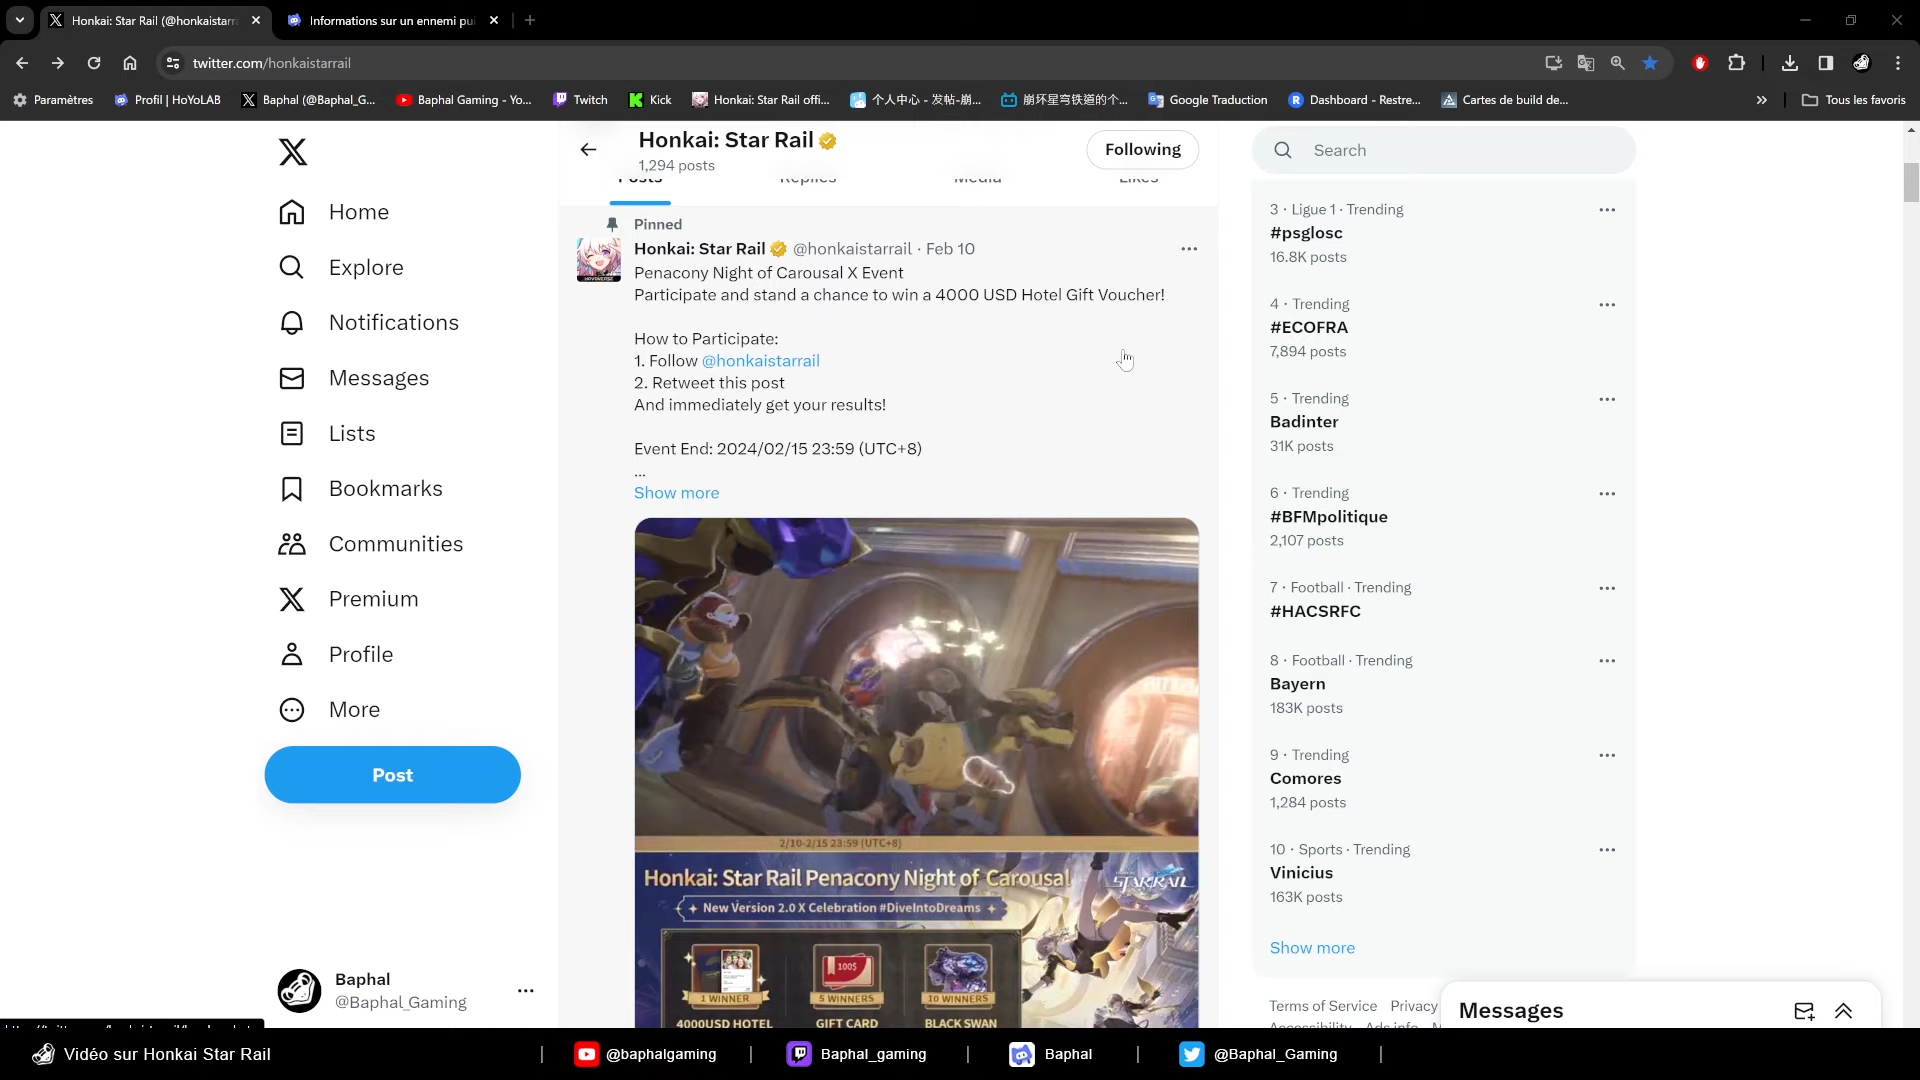 Honkai: Star Rail (@honkaistarra
Informations sur un ennemi pui
twitter.com/honkaistarrail
Paramètres
Profil | HoYoLAB
Baphal (@Baphal_G...
Baphal Gaming - Yo...
Twitch
Kick
Honkai: Star Rail offi...
个人中心 - 发帖-崩...
崩坏星穹铁道的个...
Google Traduction
Dashboard - Restre...
Cartes de build de...
Tous les favoris
Home
Explore
Notifications
Messages
Lists
Bookmarks
Communities
Premium
Profile
More
Post
Baphal
@Baphal_Gaming
Honkai: Star Rail
1,294 posts
Following
Posts
Replies
Media
Likes
Pinned
Honkai: Star Rail @honkaistarrail · Feb 10
Penacony Night of Carousal X Event
Participate and stand a chance to win a 4000 USD Hotel Gift Voucher!
How to Participate:
1. Follow @honkaistarrail
2. Retweet this post
And immediately get your results!
Event End: 2024/02/15 23:59 (UTC+8)
...
Show more
2/10-2/15 23:59 (UTC+8)
Honkai: Star Rail Penacony Night of Carousal
STARRAIL
New Version 2.0 X Celebration #DiveIntoDreams
100$
1 WINNER
5 WINNERS
10 WINNERS
4000USD HOTEL
GIFT CARD
BLACK SWAN
Search
3 · Ligue 1 · Trending
#psglosc
16.8K posts
4 · Trending
#ECOFRA
7,894 posts
5 · Trending
Badinter
31K posts
6 · Trending
#BFMpolitique
2,107 posts
7 · Football · Trending
#HACSRFC
8 · Football · Trending
Bayern
183K posts
9 · Trending
Comores
1,284 posts
10 · Sports · Trending
Vinicius
163K posts
Show more
Terms of Service Privacy
Messages
Vidéo sur Honkai Star Rail
@baphalgaming
Baphal_gaming
Baphal
@Baphal_Gaming